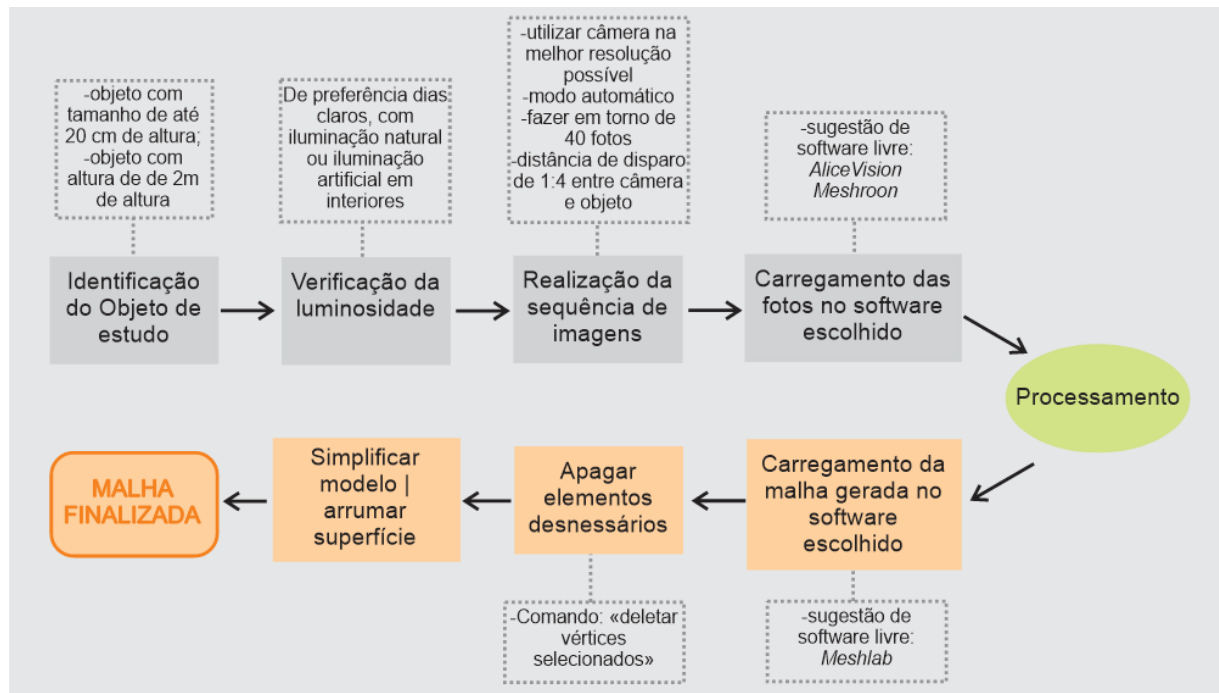 -objeto com
tamanho de até
20 cm de altura;
-objeto com
altura de de 2m
de altura
De preferência dias
claros, com
iluminação natural
ou iluminação
artificial em
interiores
-utilizar câmera na
melhor resolução
possível
-modo automático
-fazer em torno de
40 fotos
-distância de disparo
de 1:4 entre câmera
e objeto
-sugestão de
software livre:
AliceVision
Meshroon
Identificação
do Objeto de
estudo
Verificação da
luminosidade
Realização da
sequência de
imagens
Carregamento das
fotos no software
escolhido
Processamento
Carregamento da
malha gerada no
software
escolhido
-sugestão de
software livre:
Meshlab
Apagar
elementos
desnessários
-Comando: «deletar
vértices
selecionados»
Simplificar
modelo |
arrumar
superfície
MALHA
FINALIZADA